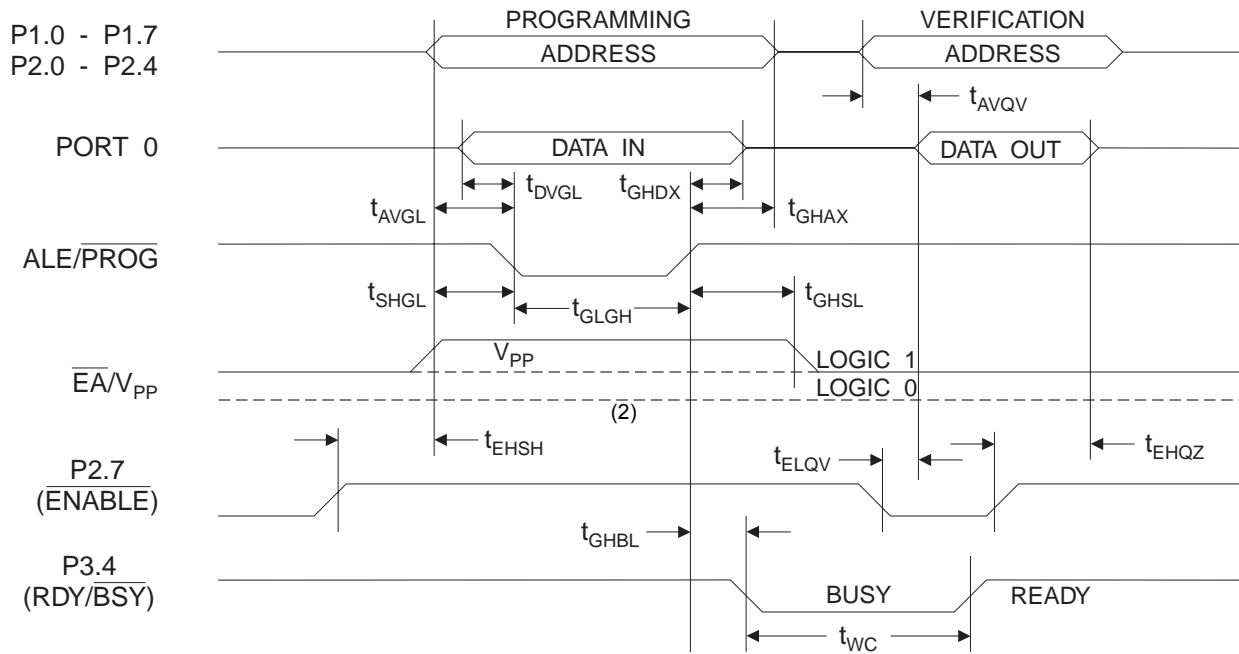 PROGRAMMING VERIFICATION
P1.0 - P1.7
P2.0 - P2.4
ADDRESS ADDRESS
tAVQV
PORT 0 DATA IN DATA OUT
tDVGL tGHDX
tAVGL tGHAX
ALE/PROG
tSHGL tGLGH tGHSL
VPP LOGIC 1
EA/VPP LOGIC 0
(2)
tEHSH tELQV tEHQZ
P2.7
(ENABLE)
tGHBL
P3.4
(RDY/BSY) BUSY READY
tWC